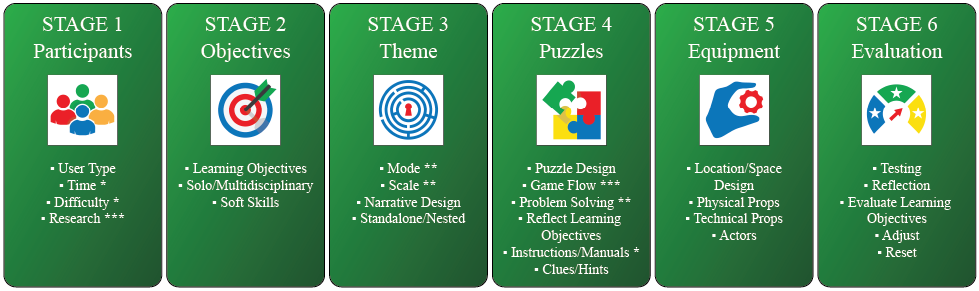 STAGE 1
Participants
▪ User Type
▪ Time *
▪ Difficulty *
▪ Research ***
STAGE 2
Objectives
▪ Learning Objectives
▪ Solo/Multidisciplinary
▪ Soft Skills
STAGE 3
Theme
▪ Mode **
▪ Scale **
▪ Narrative Design
▪ Standalone/Nested
STAGE 4
Puzzles
▪ Puzzle Design
▪ Game Flow ***
▪ Problem Solving **
▪ Reflect Learning
Objectives
▪ Instructions/Manuals *
▪ Clues/Hints
STAGE 5
Equipment
▪ Location/Space
Design
▪ Physical Props
▪ Technical Props
▪ Actors
STAGE 6
Evaluation
▪ Testing
▪ Reflection
▪ Evaluate Learning
Objectives
▪ Adjust
▪ Reset